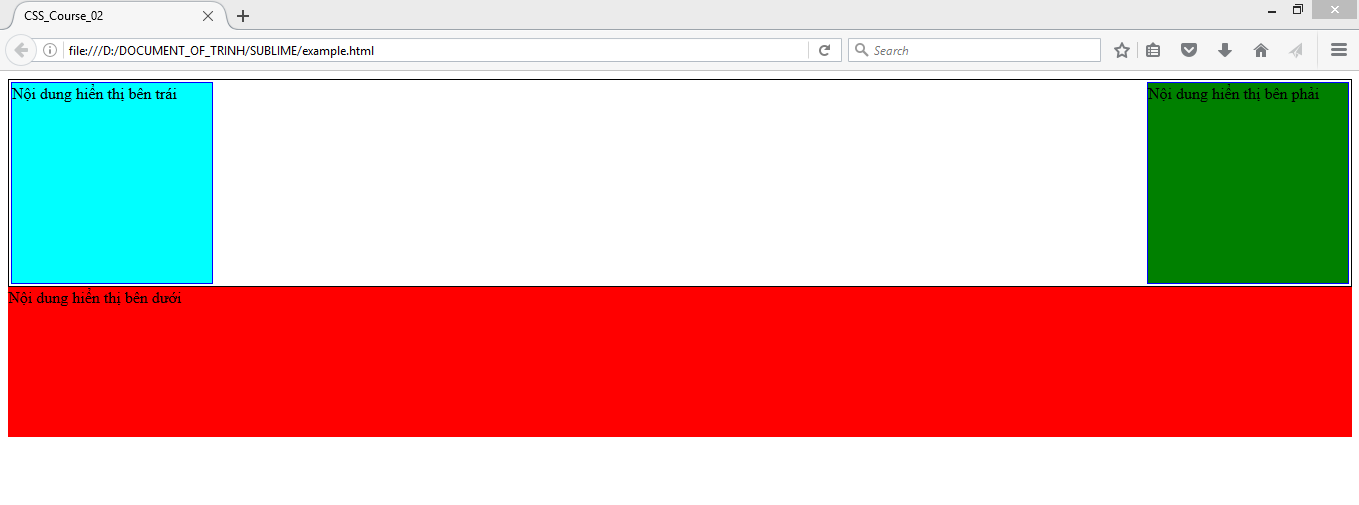 CSS_Course_02
file:///D:/DOCUMENT_OF_TRINH/SUBLIME/example.html
Search
Nội dung hiển thị bên trái
Nội dung hiển thị bên phải
Nội dung hiển thị bên dưới